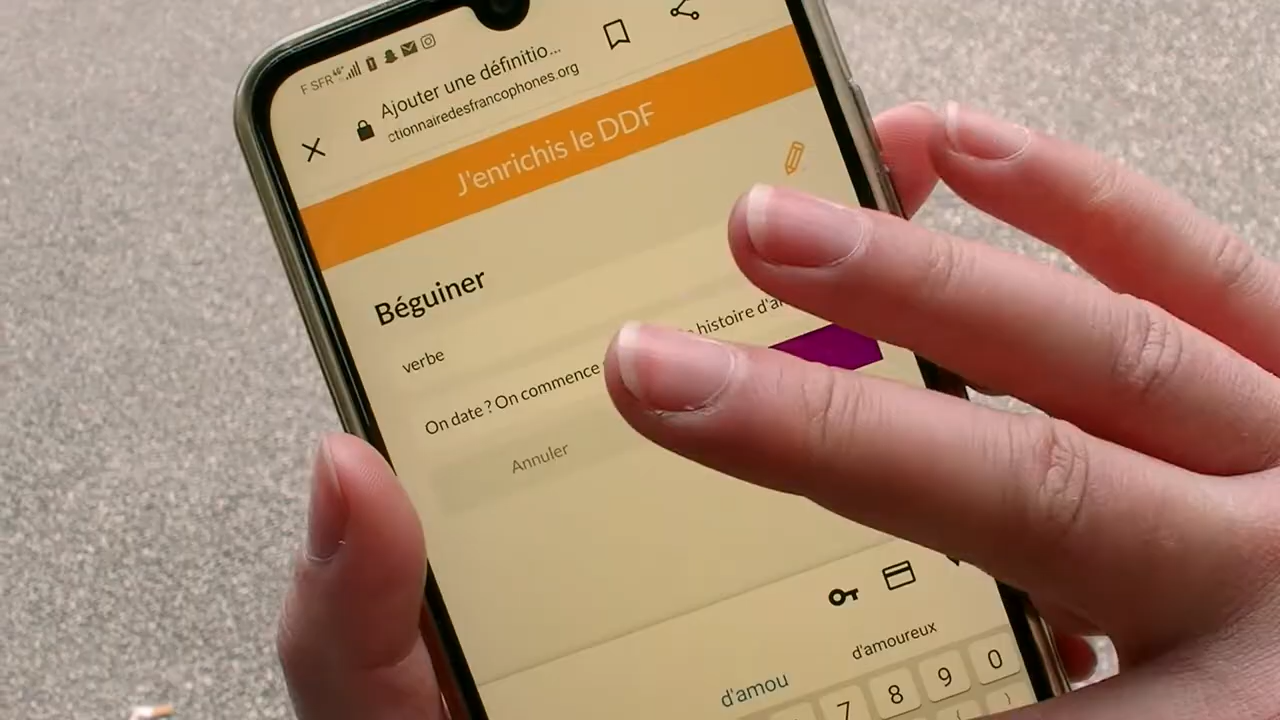 F SFR 4G+
Ajouter une définitio...
ctionnairedesfrancophones.org
J'enrichis le DDF
Béguiner
verbe
On date ? On commence histoire d'a
Annuler
d'amou d'amoureux
7 8 9 0
( )